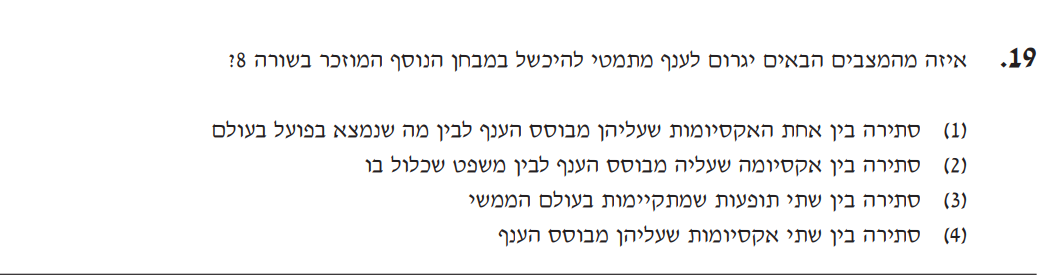 19. איזה מהמצבים הבאים יגרום לענף מתמטי להיכשל במבחן הנוסף המוזכר בשורה 8?
(1) סתירה בין אחת האקסיומות שעליהן מבוסס הענף לבין מה שנמצא בפועל בעולם
(2) סתירה בין אקסיומה שעליה מבוסס הענף לבין משפט שכלול בו
(3) סתירה בין שתי תופעות שמתקיימות בעולם הממשי
(4) סתירה בין שתי אקסיומות שעליהן מבוסס הענף